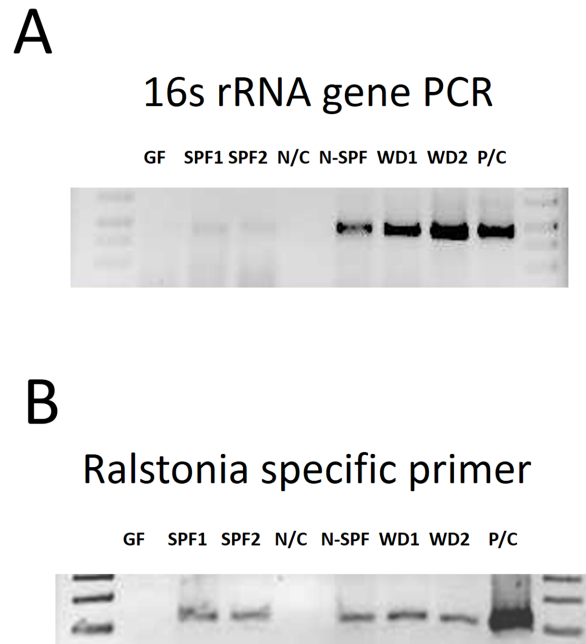 A
16s rRNA gene PCR
GF SPF1 SPF2 N/C N-SPF WD1 WD2 P/C
B
Ralstonia specific primer
GF SPF1 SPF2 N/C N-SPF WD1 WD2 P/C